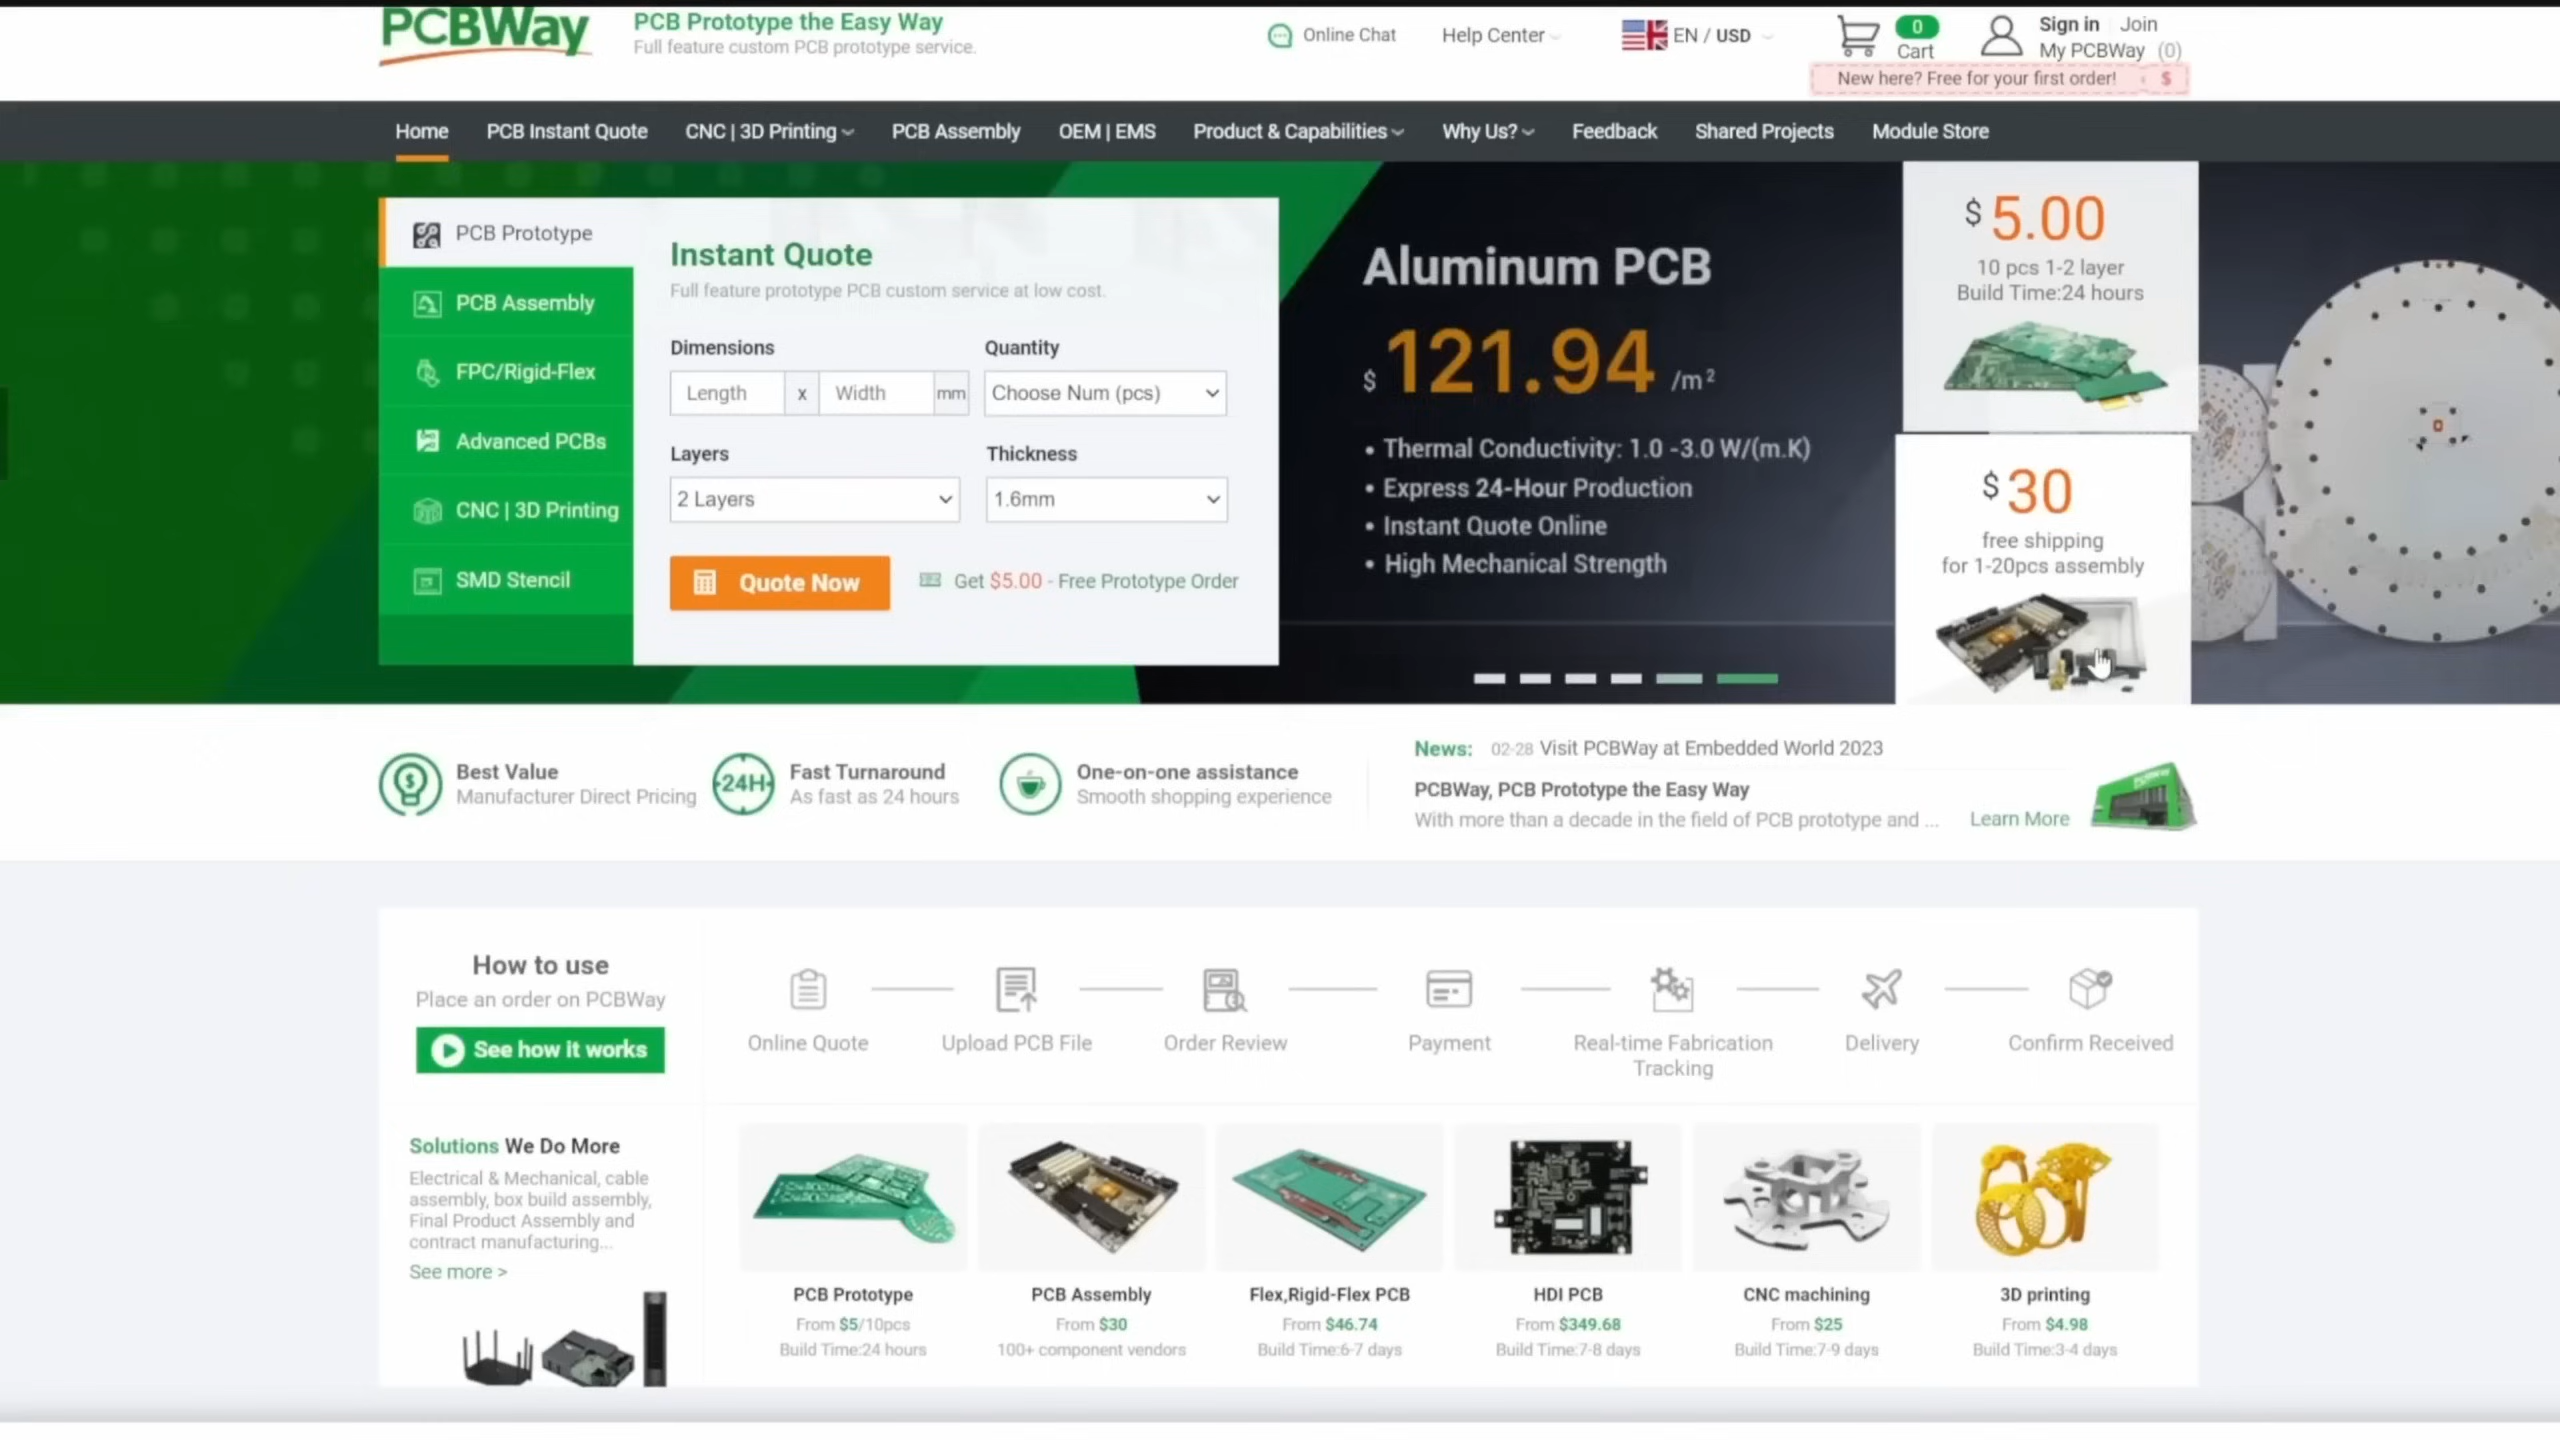 PCBWay
PCB Prototype the Easy Way
Full feature custom PCB prototype service.
Online Chat
Help Center
EN / USD
0
Cart
Sign in
Join
My PCBWay (0)
New here? Free for your first order!
$
Home
PCB Instant Quote
CNC | 3D Printing
PCB Assembly
OEM | EMS
Product & Capabilities
Why Us?
Feedback
Shared Projects
Module Store
PCB Prototype
PCB Assembly
FPC/Rigid-Flex
Advanced PCBs
CNC | 3D Printing
SMD Stencil
Instant Quote
Full feature prototype PCB custom service at low cost.
Dimensions
Quantity
Length x Width mm
Choose Num (pcs)
Layers
Thickness
2 Layers
1.6mm
Quote Now
Get $5.00 - Free Prototype Order
Aluminum PCB
$ 121.94 /m²
• Thermal Conductivity: 1.0 -3.0 W/(m.K)
• Express 24-Hour Production
• Instant Quote Online
• High Mechanical Strength
$ 5.00
10 pcs 1-2 layer
Build Time:24 hours
$ 30
free shipping
for 1-20pcs assembly
Best Value
Manufacturer Direct Pricing
24H
Fast Turnaround
As fast as 24 hours
One-on-one assistance
Smooth shopping experience
News: 02-28 Visit PCBWay at Embedded World 2023
PCBWay, PCB Prototype the Easy Way
With more than a decade in the field of PCB prototype and ...
Learn More
How to use
Place an order on PCBWay
See how it works
Online Quote
Upload PCB File
Order Review
Payment
Real-time Fabrication
Tracking
Delivery
Confirm Received
Solutions We Do More
Electrical & Mechanical, cable
assembly, box build assembly,
Final Product Assembly and
contract manufacturing...
See more >
PCB Prototype
From $5/10pcs
Build Time:24 hours
PCB Assembly
From $30
100+ component vendors
Flex,Rigid-Flex PCB
From $46.74
Build Time:6-7 days
HDI PCB
From $349.68
Build Time:7-8 days
CNC machining
From $25
Build Time:7-9 days
3D printing
From $4.98
Build Time:3-4 days